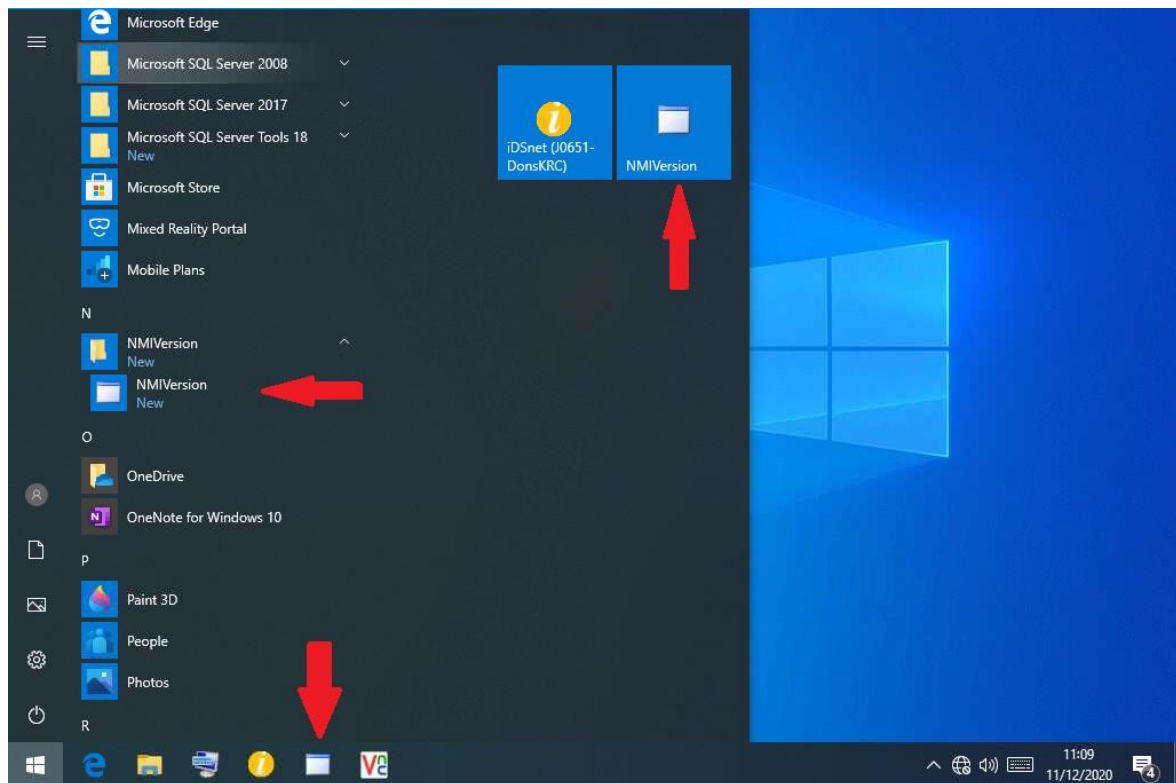 Microsoft Edge
Microsoft SQL Server 2008
Microsoft SQL Server 2017
Microsoft SQL Server Tools 18
New
Microsoft Store
Mixed Reality Portal
Mobile Plans
N
NMIVersion
New
NMIVersion
New
O
OneDrive
OneNote for Windows 10
P
Paint 3D
People
Photos
R
iDSnet (J0651-
DonsKRC)
NMIVersion
11:09
11/12/2020
4